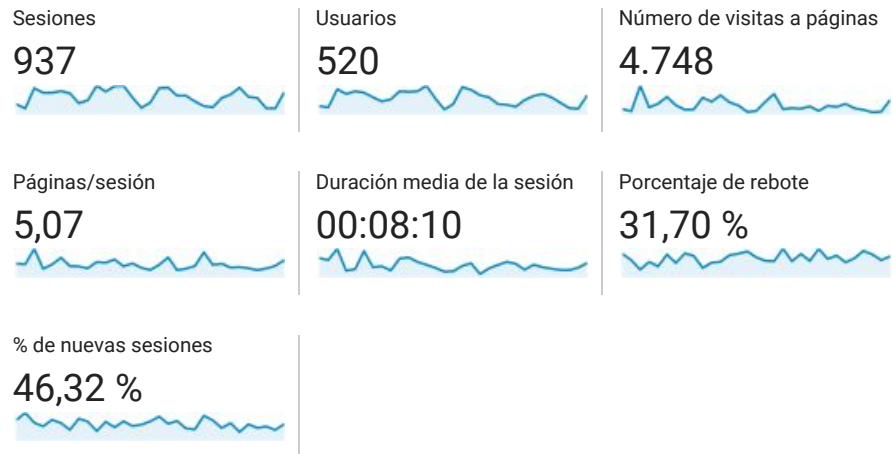 Sesiones
937
Usuarios
520
Número de visitas a páginas
4.748
Páginas/sesión
5,07
Duración media de la sesión
00:08:10
Porcentaje de rebote
31,70 %
% de nuevas sesiones
46,32 %